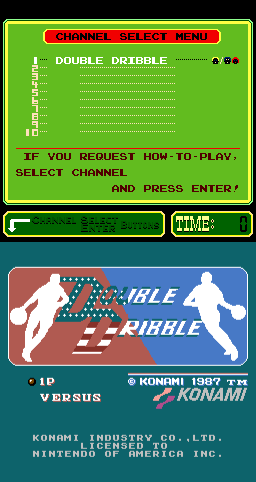 CHANNEL SELECT MENU
1 DOUBLE DRIBBLE
2
3
4
5
6
7
8
9
10
IF YOU REQUEST HOW-TO-PLAY,
SELECT CHANNEL
AND PRESS ENTER!
CHANNEL SELECT
ENTER BUTTONS
TIME: 0
DOUBLE
DRIBBLE
1P
VERSUS
© KONAMI 1987 TM
KONAMI
KONAMI INDUSTRY CO.,LTD.
LICENSED TO
NINTENDO OF AMERICA INC.